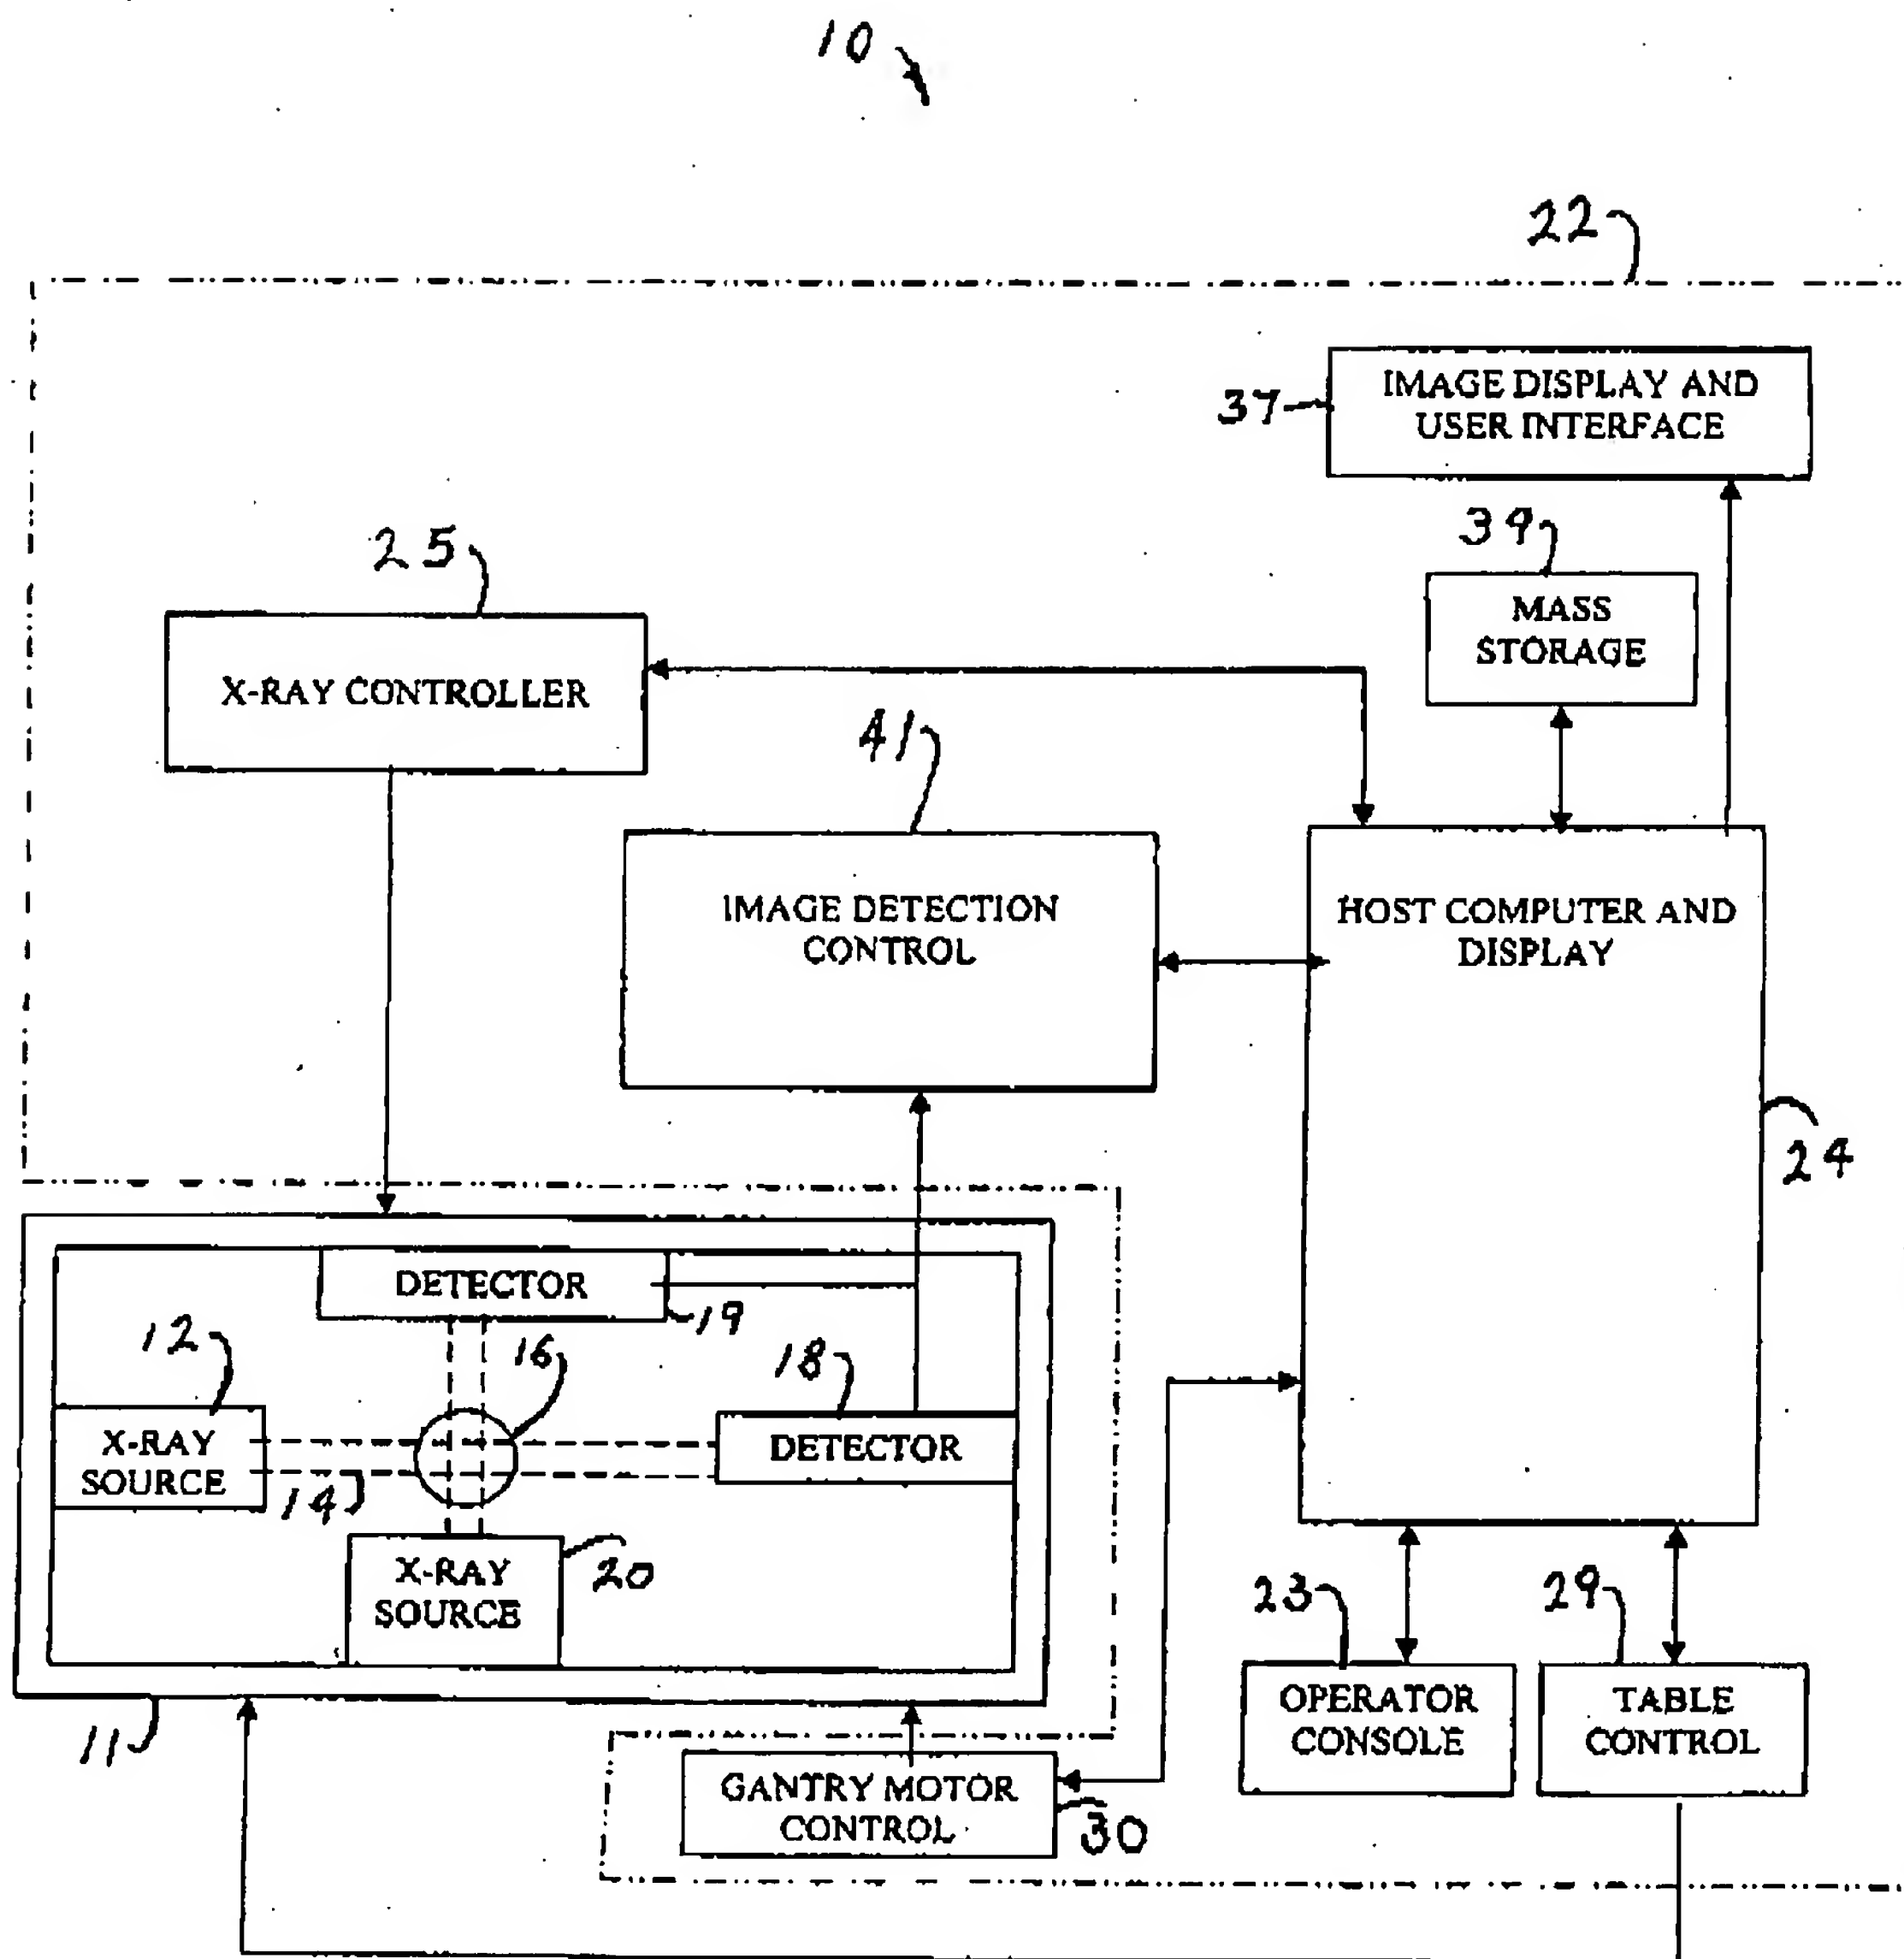 10
22
IMAGE DISPLAY AND
USER INTERFACE
37
39
MASS
STORAGE
25
X-RAY CONTROLLER
41
IMAGE DETECTION
CONTROL
HOST COMPUTER AND
DISPLAY
24
DETECTOR
19
12
16
18
X-RAY
SOURCE
14
DETECTOR
X-RAY
SOURCE
20
11
23
29
OPERATOR
CONSOLE
TABLE
CONTROL
GANTRY MOTOR
CONTROL
30